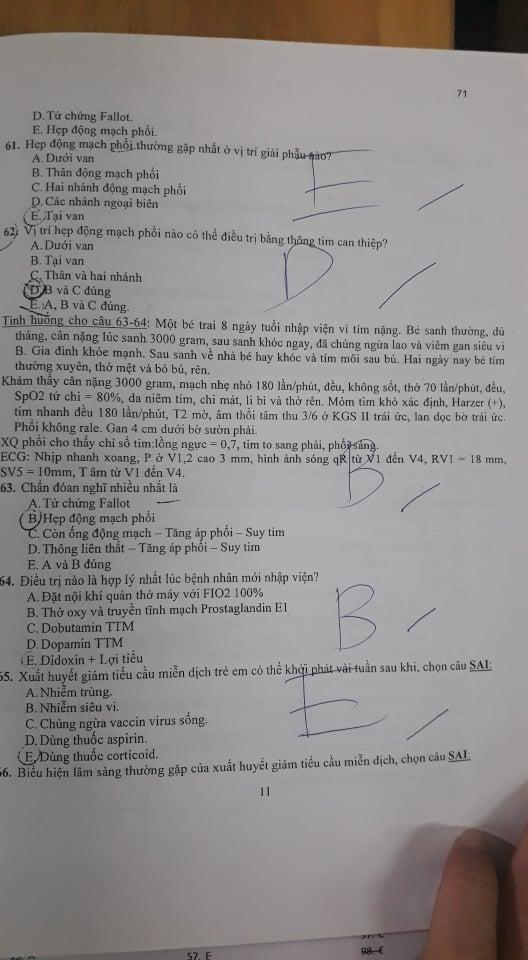 71
D. Tứ chứng Fallot.
E. Hẹp động mạch phổi.
61. Hẹp động mạch phổi thường gặp nhất ở vị trí giải phẫu nào?
A. Dưới van
B. Thân động mạch phổi
C. Hai nhánh động mạch phổi
D. Các nhánh ngoại biên
E. Tại van
E
62. Vị trí hẹp động mạch phổi nào có thể điều trị bằng thông tim can thiệp?
A. Dưới van
B. Tại van
C. Thân và hai nhánh
D. B và C đúng
E. A, B và C đúng.
D
Tình huống cho câu 63-64: Một bé trai 8 ngày tuổi nhập viện vì tím nặng. Bé sanh thường, đủ
tháng, cân nặng lúc sanh 3000 gram, sau sanh khóc ngay, đã chủng ngừa lao và viêm gan siêu vi
B. Gia đình khỏe mạnh. Sau sanh về nhà bé hay khóc và tím môi sau bú. Hai ngày nay bé tím
thường xuyên, thở mệt và bỏ bú, rên.
Khám thấy cân nặng 3000 gram, mạch nhẹ nhỏ 180 lần/phút, đều, không sốt, thở 70 lần/phút, đều,
SpO2 tứ chi = 80%, da niêm tím, chi mát, li bì và thở rên. Mỏm tim khó xác định, Harzer (+),
tim nhanh đều 180 lần/phút, T2 mờ, âm thổi tâm thu 3/6 ở KGS II trái ức, lan dọc bờ trái ức.
Phổi không rale. Gan 4 cm dưới bờ sườn phải.
XQ phổi cho thấy chỉ số tim:lồng ngực = 0,7, tim to sang phải, phổi sáng.
ECG: Nhịp nhanh xoang, P ở V1,2 cao 3 mm, hình ảnh sóng qR từ V1 đến V4, RV1 = 18 mm,
SV5 = 10mm, T âm từ V1 đến V4.
63. Chẩn đoán nghĩ nhiều nhất là
A. Tứ chứng Fallot
B. Hẹp động mạch phổi
C. Còn ống động mạch – Tăng áp phổi – Suy tim
D. Thông liên thất – Tăng áp phổi – Suy tim
E. A và B đúng
B
64. Điều trị nào là hợp lý nhất lúc bệnh nhân mới nhập viện?
A. Đặt nội khí quản thở máy với FIO2 100%
B. Thở oxy và truyền tĩnh mạch Prostaglandin E1
C. Dobutamin TTM
D. Dopamin TTM
E. Didoxin + Lợi tiểu
B
65. Xuất huyết giảm tiểu cầu miễn dịch trẻ em có thể khởi phát vài tuần sau khi, chọn câu SAI:
A. Nhiễm trùng.
B. Nhiễm siêu vi.
C. Chủng ngừa vaccin virus sống.
D. Dùng thuốc aspirin.
E. Dùng thuốc corticoid.
E
66. Biểu hiện lâm sàng thường gặp của xuất huyết giảm tiểu cầu miễn dịch, chọn câu SAI:
11
57. E
98. E